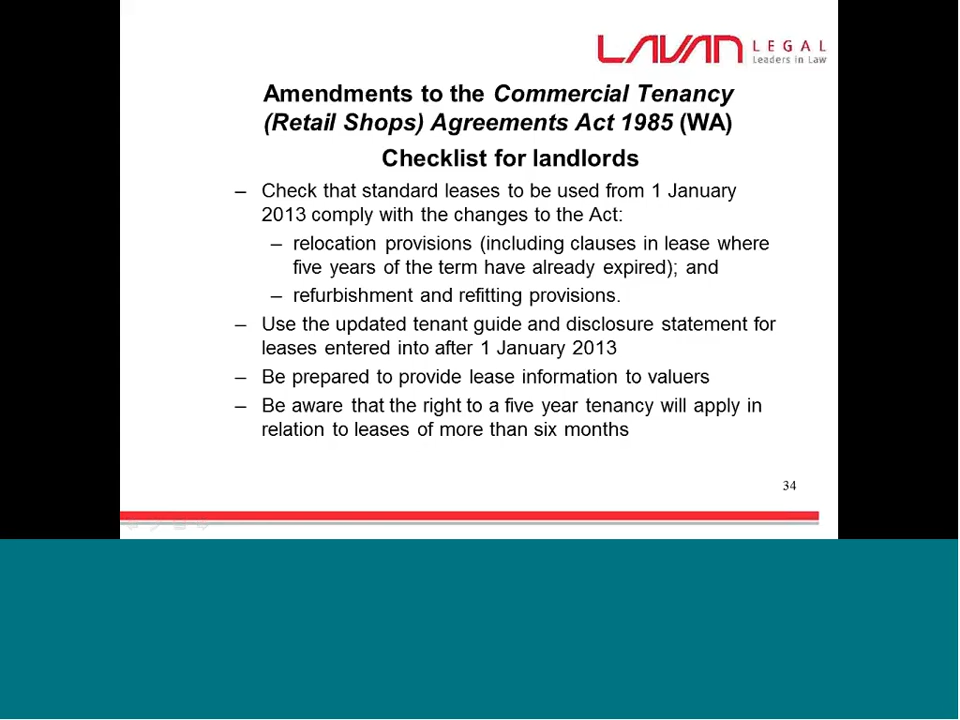 LAVAN LEGAL
Leaders in Law
Amendments to the Commercial Tenancy
(Retail Shops) Agreements Act 1985 (WA)
Checklist for landlords
– Check that standard leases to be used from 1 January
2013 comply with the changes to the Act:
– relocation provisions (including clauses in lease where
five years of the term have already expired); and
– refurbishment and refitting provisions.
– Use the updated tenant guide and disclosure statement for
leases entered into after 1 January 2013
– Be prepared to provide lease information to valuers
– Be aware that the right to a five year tenancy will apply in
relation to leases of more than six months
34